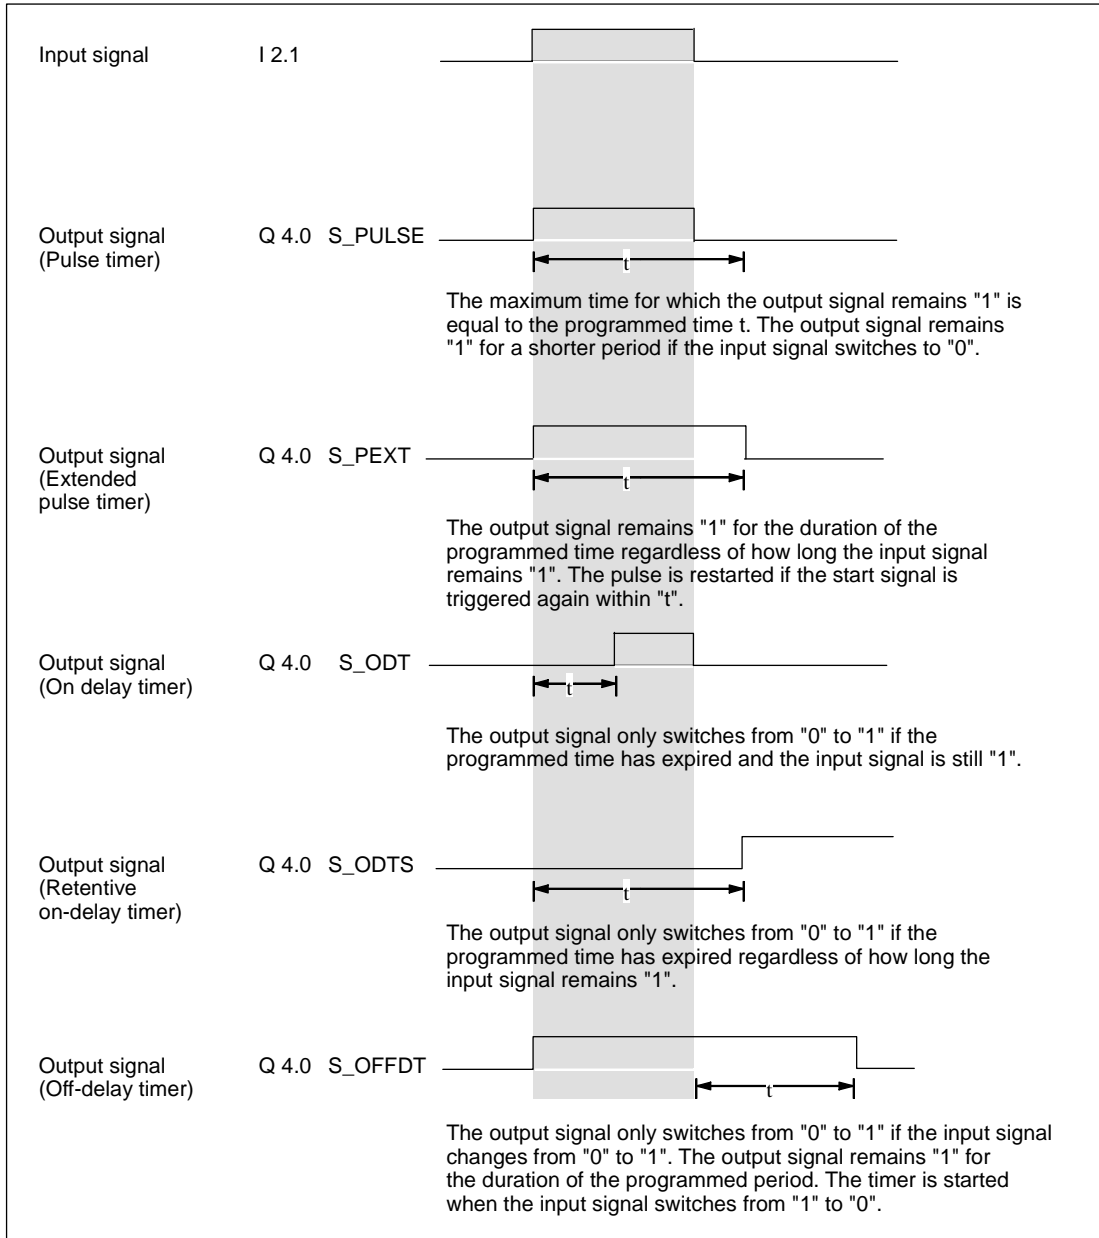 Input signal I 2.1
Output signal Q 4.0 S_PULSE
(Pulse timer)
t
The maximum time for which the output signal remains "1" is
equal to the programmed time t. The output signal remains
"1" for a shorter period if the input signal switches to "0".
Output signal Q 4.0 S_PEXT
(Extended
pulse timer)
t
The output signal remains "1" for the duration of the
programmed time regardless of how long the input signal
remains "1". The pulse is restarted if the start signal is
triggered again within "t".
Output signal Q 4.0 S_ODT
(On delay timer)
t
The output signal only switches from "0" to "1" if the
programmed time has expired and the input signal is still "1".
Output signal Q 4.0 S_ODTS
(Retentive
on-delay timer)
t
The output signal only switches from "0" to "1" if the
programmed time has expired regardless of how long the
input signal remains "1".
Output signal Q 4.0 S_OFFDT
(Off-delay timer)
t
The output signal only switches from "0" to "1" if the input signal
changes from "0" to "1". The output signal remains "1" for
the duration of the programmed period. The timer is started
when the input signal switches from "1" to "0".